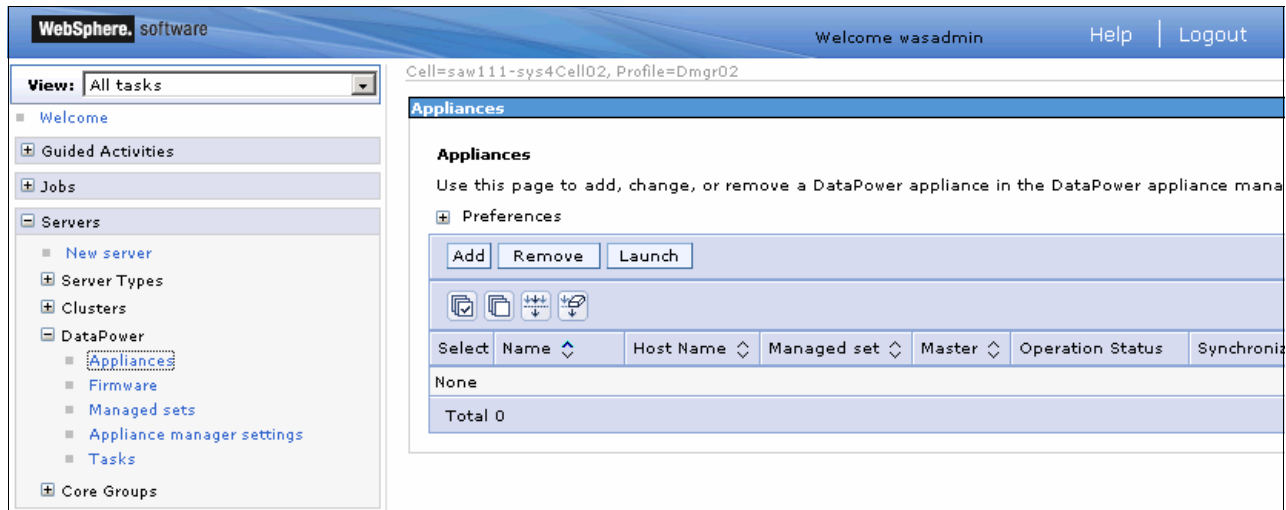 WebSphere. software
Welcome wasadmin
Help
Logout
View: All tasks
Welcome
Guided Activities
Jobs
Servers
New server
Server Types
Clusters
DataPower
Appliances
Firmware
Managed sets
Appliance manager settings
Tasks
Core Groups
Cell=saw111-sys4Cell02, Profile=Dmgr02
Appliances
Appliances
Use this page to add, change, or remove a DataPower appliance in the DataPower appliance mana
Preferences
Add Remove Launch
Select Name Host Name Managed set Master Operation Status Synchroniz
None
Total 0